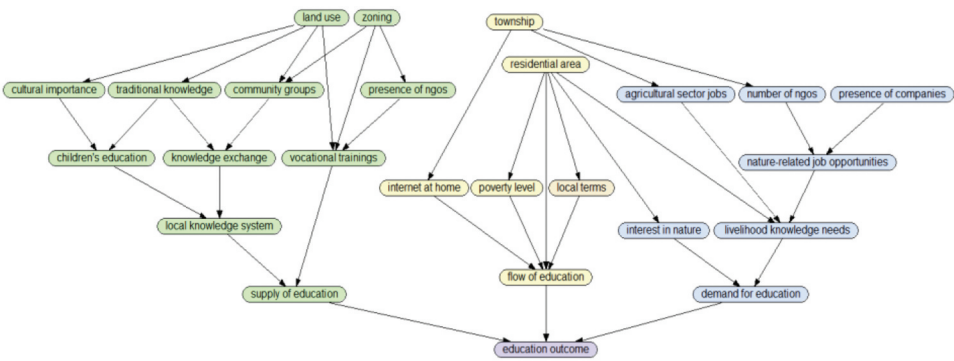 land use
zoning
township
residential area
cultural importance
traditional knowledge
community groups
presence of ngos
agricultural sector jobs
number of ngos
presence of companies
children's education
knowledge exchange
vocational trainings
nature-related job opportunities
internet at home
poverty level
local terms
local knowledge system
interest in nature
livelihood knowledge needs
flow of education
supply of education
demand for education
education outcome